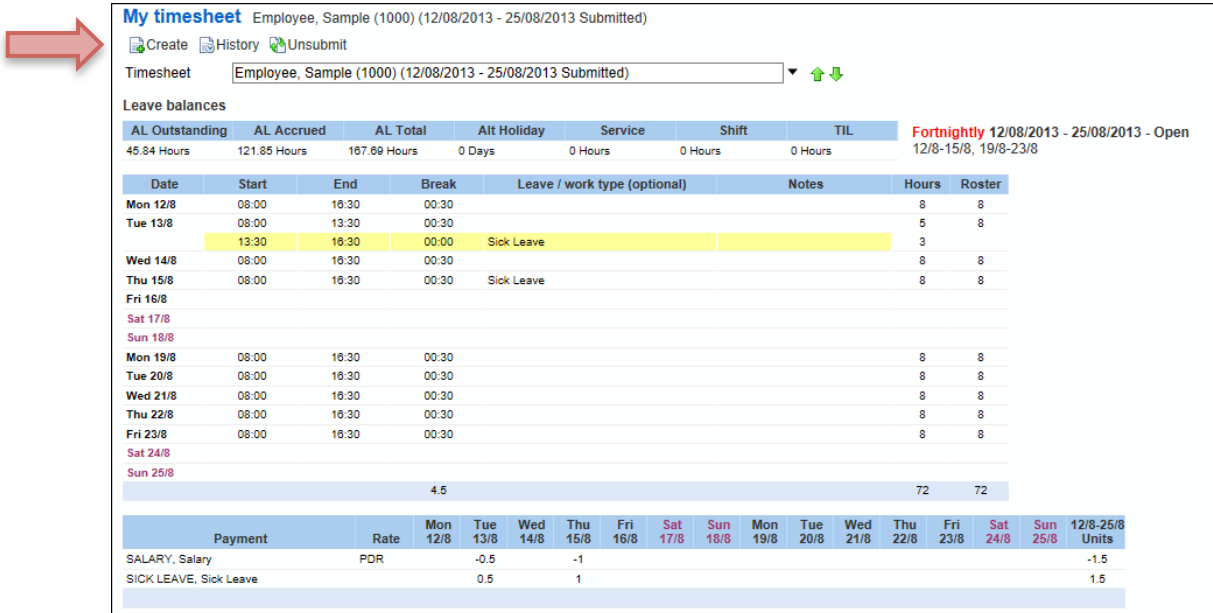 My timesheet Employee, Sample (1000) (12/08/2013 - 25/08/2013 Submitted)
Create History Unsubmit
Timesheet Employee, Sample (1000) (12/08/2013 - 25/08/2013 Submitted)
Leave balances
AL Outstanding AL Accrued AL Total Alt Holiday Service Shift TIL Fortnightly 12/08/2013 - 25/08/2013 - Open
45.84 Hours 121.85 Hours 167.69 Hours 0 Days 0 Hours 0 Hours 0 Hours 12/8-15/8, 19/8-23/8
Date Start End Break Leave / work type (optional) Notes Hours Roster
Mon 12/8 08:00 16:30 00:30 8 8
Tue 13/8 08:00 13:30 00:30 5 8
13:30 16:30 00:00 Sick Leave 3
Wed 14/8 08:00 16:30 00:30 8 8
Thu 15/8 08:00 16:30 00:30 Sick Leave 8 8
Fri 16/8
Sat 17/8
Sun 18/8
Mon 19/8 08:00 16:30 00:30 8 8
Tue 20/8 08:00 16:30 00:30 8 8
Wed 21/8 08:00 16:30 00:30 8 8
Thu 22/8 08:00 16:30 00:30 8 8
Fri 23/8 08:00 16:30 00:30 8 8
Sat 24/8
Sun 25/8
4.5 72 72
Mon Tue Wed Thu Fri Sat Sun Mon Tue Wed Thu Fri Sat Sun 12/8-25/8
Payment Rate 12/8 13/8 14/8 15/8 16/8 17/8 18/8 19/8 20/8 21/8 22/8 23/8 24/8 25/8 Units
SALARY, Salary PDR -0.5 -1 -1.5
SICK LEAVE, Sick Leave 0.5 1 1.5